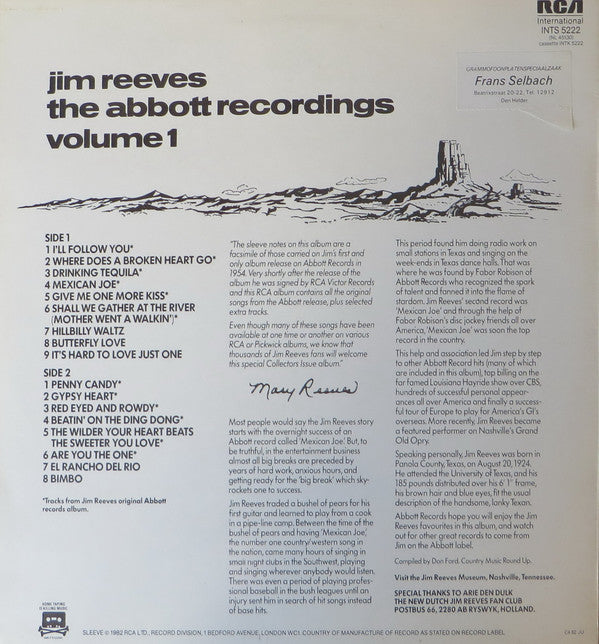 RCA
International
INTS 5222
(NL 45130)
cassette INTK 5222
GRAMMOFOONPLATENSPECIAALZAAK
Frans Selbach
Beatrixstraat 20-22, Tel. 12912
Den Helder
jim reeves
the abbott recordings
volume 1
SIDE 1
1 I'LL FOLLOW YOU*
2 WHERE DOES A BROKEN HEART GO*
3 DRINKING TEQUILA*
4 MEXICAN JOE*
5 GIVE ME ONE MORE KISS*
6 SHALL WE GATHER AT THE RIVER
(MOTHER WENT A WALKIN')*
7 HILLBILLY WALTZ
8 BUTTERFLY LOVE
9 IT'S HARD TO LOVE JUST ONE
SIDE 2
1 PENNY CANDY*
2 GYPSY HEART*
3 RED EYED AND ROWDY*
4 BEATIN' ON THE DING DONG*
5 THE WILDER YOUR HEART BEATS
THE SWEETER YOU LOVE*
6 ARE YOU THE ONE*
7 EL RANCHO DEL RIO
8 BIMBO
*Tracks from Jim Reeves original Abbott
records album.
"The sleeve notes on this album are a
facsimile of those carried on Jim's first and
only album release on Abbott Records in
1954. Very shortly after the release of
the album he was signed by RCA Victor Records
and this RCA album contains all the original
songs from the Abbott release, plus selected
extra tracks.
Even though many of these songs have been
available at one time or another on various
RCA or Pickwick albums, we know that
thousands of Jim Reeves fans will welcome
this special Collectors Issue album."
Mary Reeves
Most people would say the Jim Reeves story
starts with the overnight success of an
Abbott record called 'Mexican Joe.' But, to
be truthful, in the entertainment business
almost all big breaks are preceded by
years of hard work, anxious hours, and
getting ready for the 'big break' which sky-
rockets one to success.
Jim Reeves traded a bushel of pears for his
first guitar and learned to play from a cook
in a pipe-line camp. Between the time of the
bushel of pears and having 'Mexican Joe,'
the number one country/western song in
the nation, came many hours of singing in
small night clubs in the Southwest, playing
and singing wherever anybody would listen.
There was even a period of playing profes-
sional baseball in the bush leagues until an
injury sent him in search of hit songs instead
of base hits.
This period found him doing radio work on
small stations in Texas and singing on the
week-ends in Texas dance halls. That was
where he was found by Fabor Robison of
Abbott Records who recognized the spark
of talent and fanned it into the flame of
stardom. Jim Reeves' second record was
'Mexican Joe' and through the help of
Fabor Robison's disc jockey friends all over
America, 'Mexican Joe' was soon the top
record in the country.
This help and association led Jim step by step
to other Abbott Record hits (many of which
are included in this album), top billing on the
far famed Louisiana Hayride show over CBS,
hundreds of successful personal appear-
ances all over America and finally a success-
ful tour of Europe to play for America's GI's
overseas. More recently, Jim Reeves became
a featured performer on Nashville's Grand
Old Opry.
Speaking personally, Jim Reeves was born in
Panola County, Texas, on August 20, 1924.
He attended the University of Texas, and his
185 pounds distributed over his 6' 1" frame,
his brown hair and blue eyes, fit the usual
description of the handsome, lanky Texan.
Abbott Records hope you will enjoy the Jim
Reeves favourites in this album, and watch
out for other great records to come from
Jim on the Abbott label.
Compiled by Don Ford. Country Music Round Up.
Visit the Jim Reeves Museum, Nashville, Tennessee.
SPECIAL THANKS TO ARIE DEN DULK
THE NEW DUTCH JIM REEVES FAN CLUB
POSTBUS 66, 2280 AB RYSWYK, HOLLAND.
HOME TAPING
IS KILLING MUSIC
SLEEVE © 1982 RCA LTD., RECORD DIVISION, 1 BEDFORD AVENUE, LONDON WC1. COUNTRY OF MANUFACTURE OF RECORD AS STATED ON RECORD LABEL.